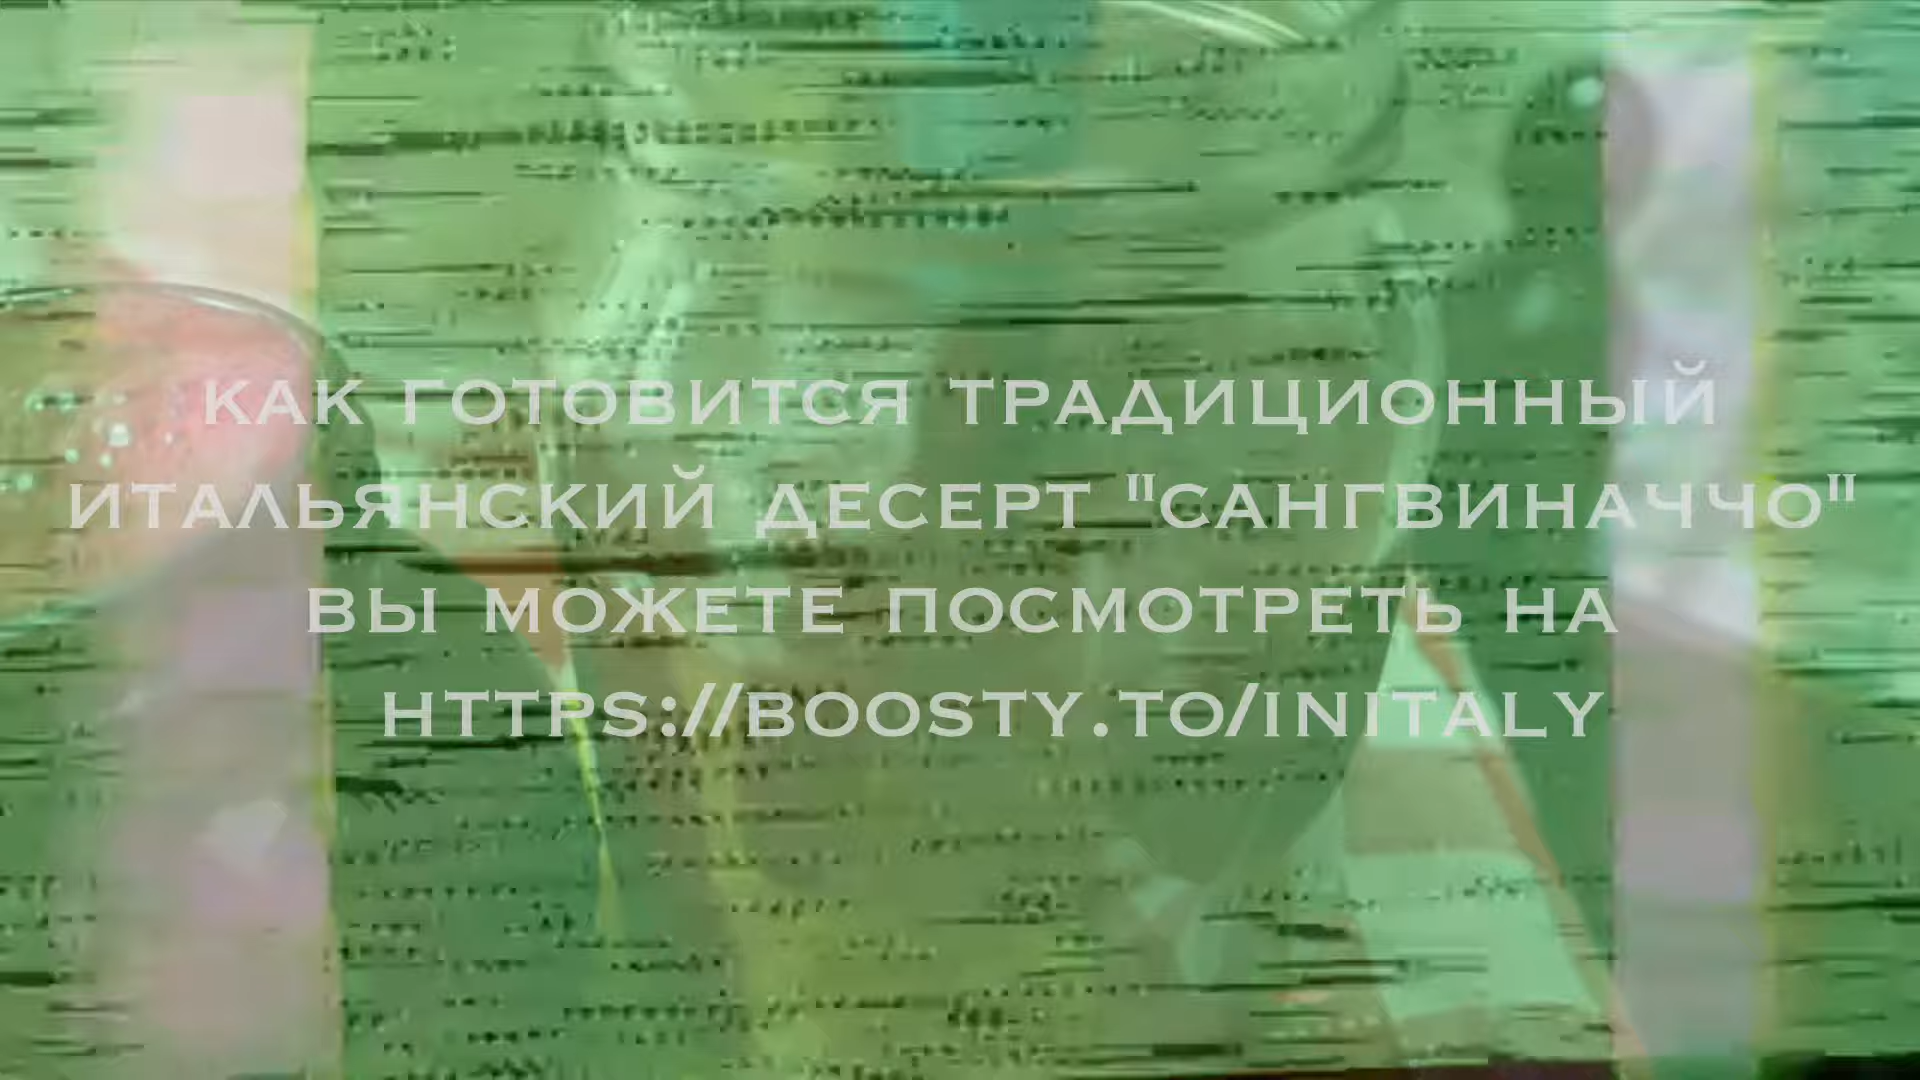 КАК ГОТОВИТСЯ ТРАДИЦИОННЫЙ
ИТАЛЬЯНСКИЙ ДЕСЕРТ "САНГВИНАЧЧО"
ВЫ МОЖЕТЕ ПОСМОТРЕТЬ НА
HTTPS://BOOSTY.TO/INITALY